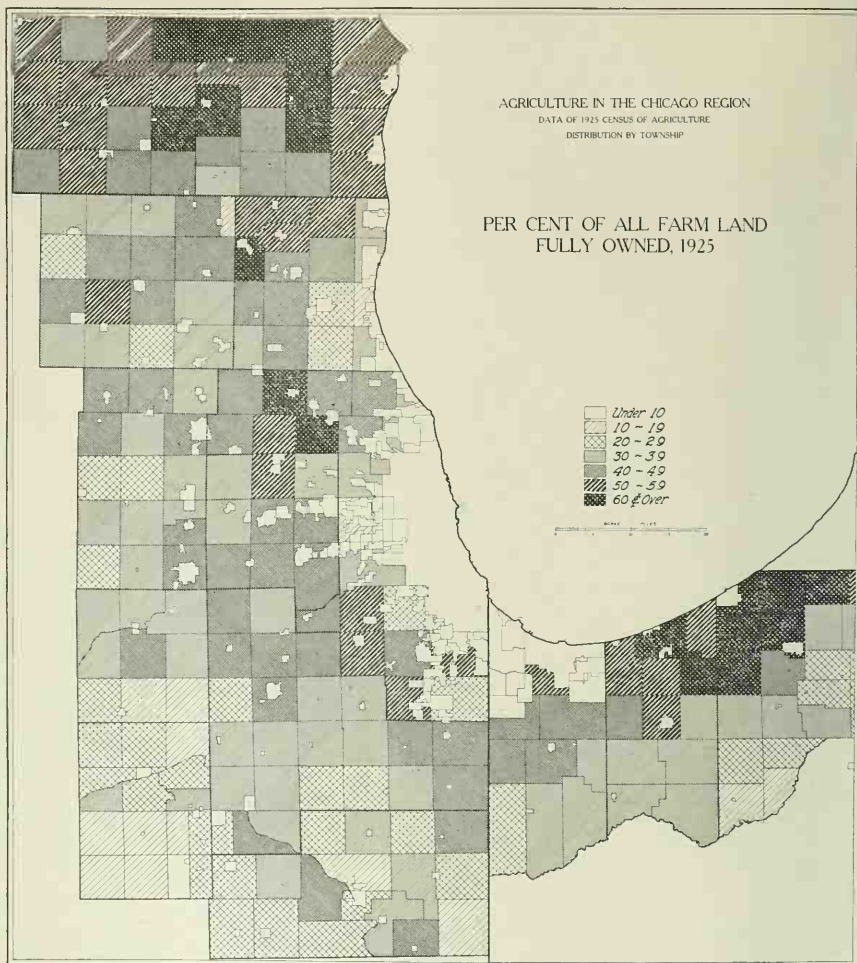 AGRICULTURE IN THE CHICAGO REGION
DATA OF 1925 CENSUS OF AGRICULTURE
DISTRIBUTION BY TOWNSHIP
PER CENT OF ALL FARM LAND
FULLY OWNED, 1925
Under 10
10 - 19
20 - 29
30 - 39
40 - 49
50 - 59
60 & Over